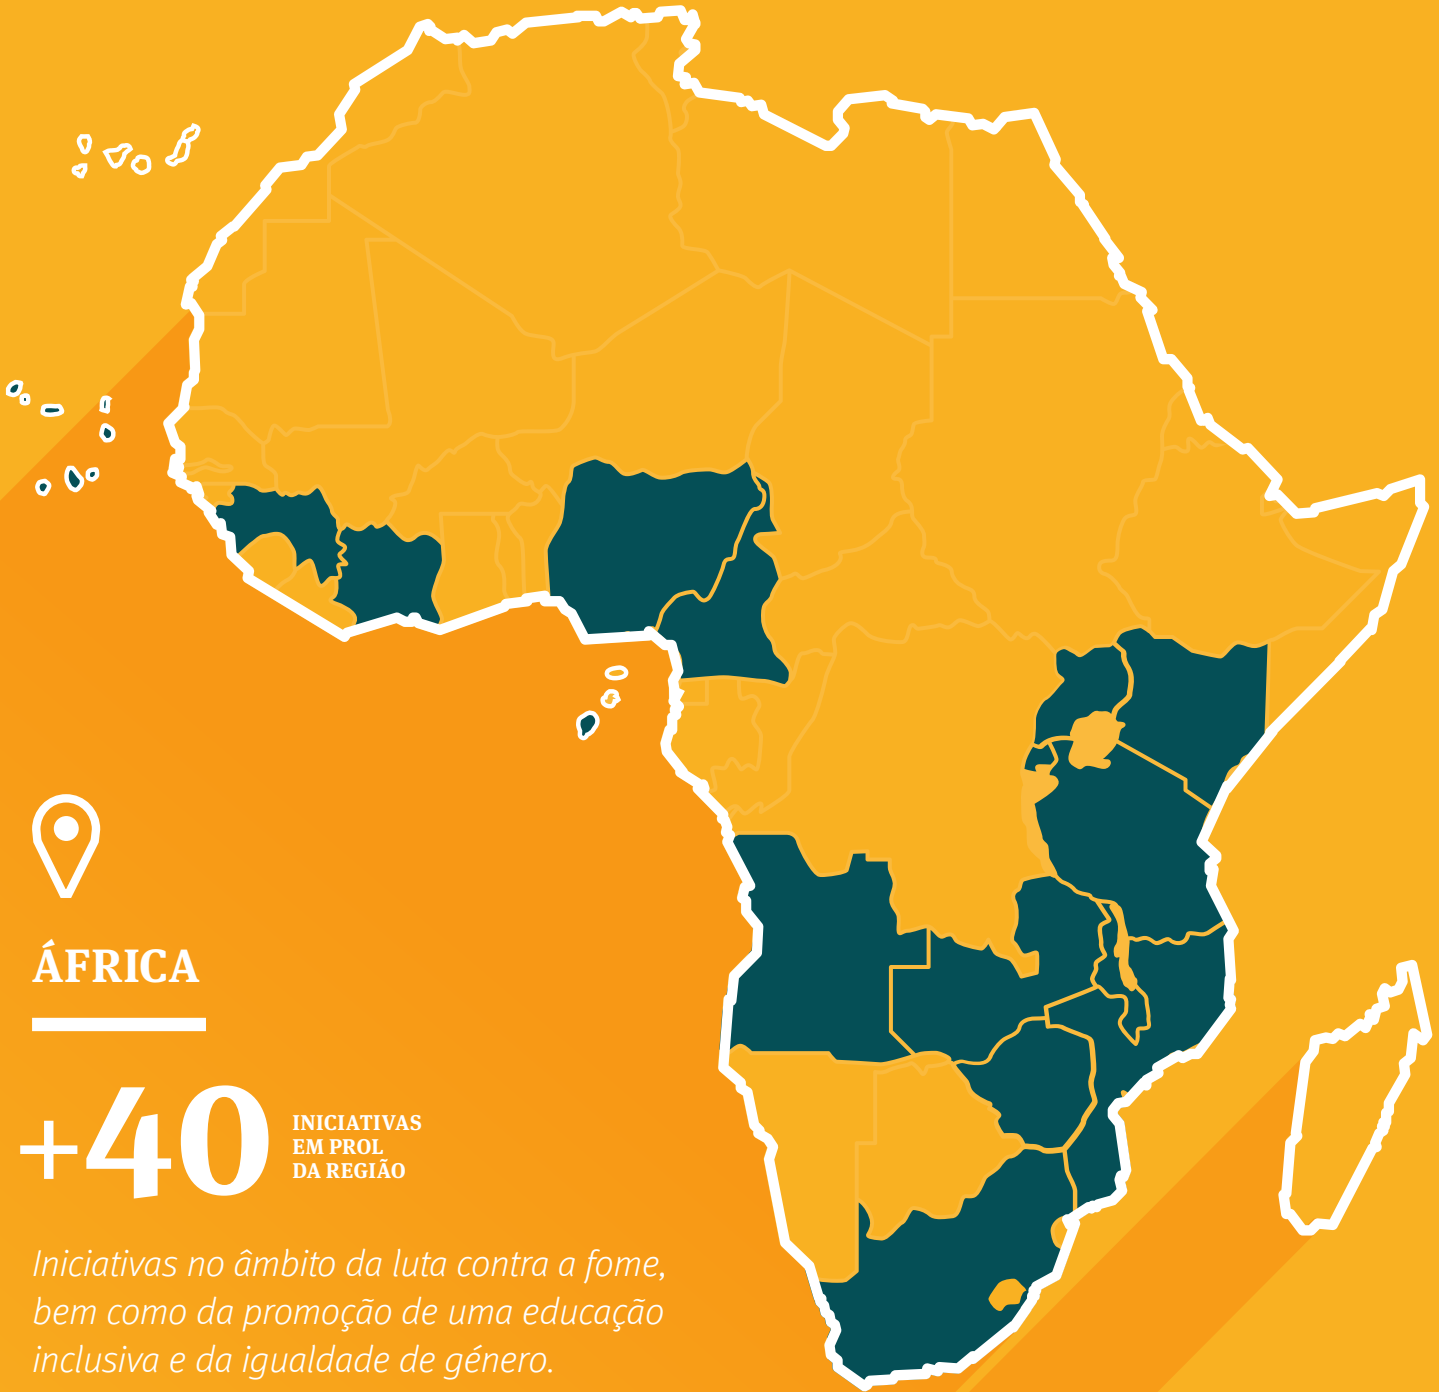 ÁFRICA
+40
INICIATIVAS
EM PROL
DA REGIÃO
Iniciativas no âmbito da luta contra a fome,
bem como da promoção de uma educação
inclusiva e da igualdade de género.